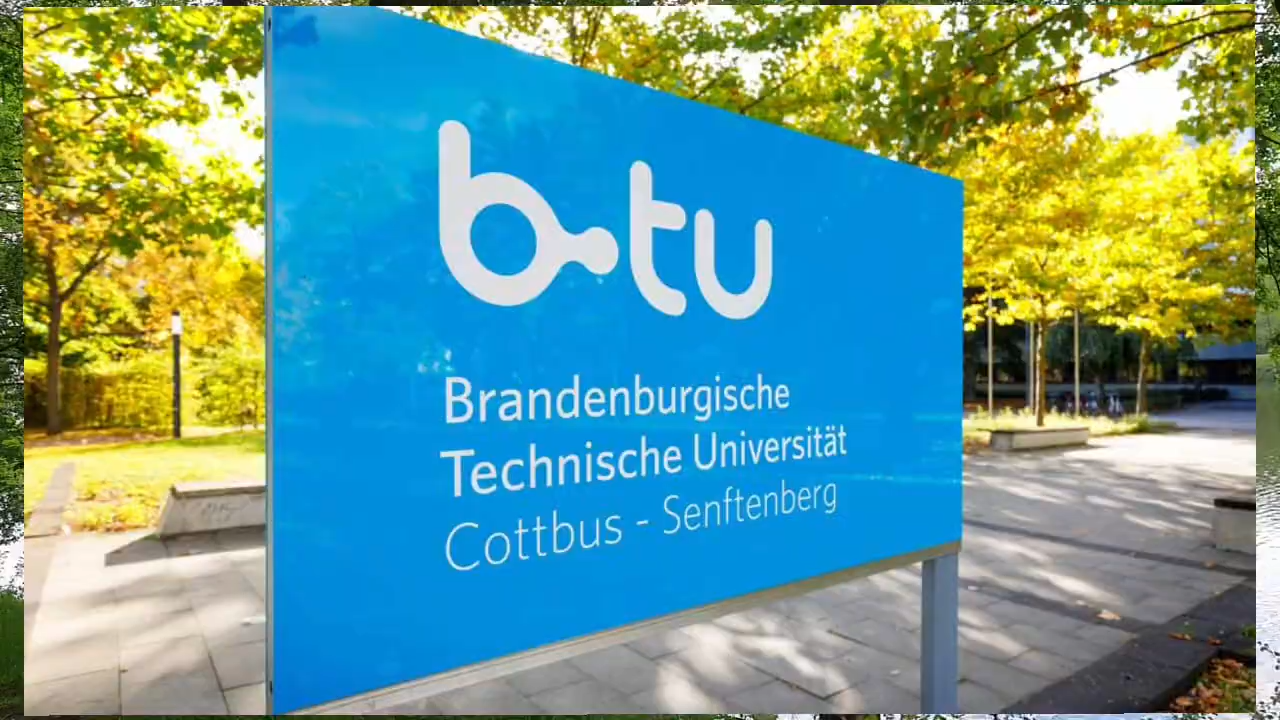 b-tu
Brandenburgische
Technische Universität
Cottbus - Senftenberg